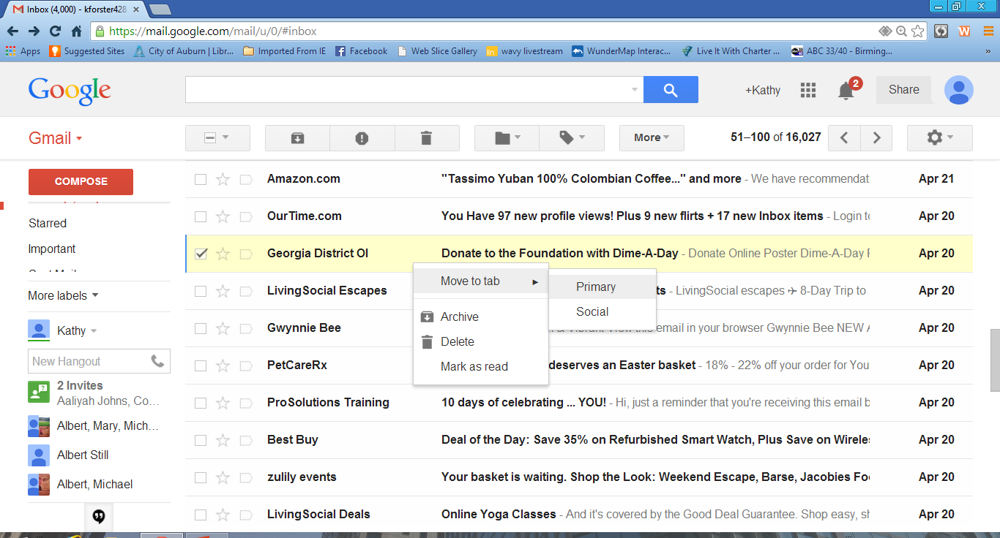 Inbox (4,000) - kforster428
https://mail.google.com/mail/u/0/#inbox
Apps Suggested Sites City of Auburn | Libr... Imported From IE Facebook Web Slice Gallery in wavy livestream WunderMap Interac... Live It With Charter ... abc ABC 33/40 - Birming... »
Google
+Kathy 2 Share
Gmail
More 51–100 of 16,027
COMPOSE
Starred
Important
More labels
Kathy
New Hangout
2 Invites
Aaliyah Johns, Co...
Albert, Mary, Mich...
Albert Still
Albert, Michael
Amazon.com "Tassimo Yuban 100% Colombian Coffee..." and more - We have recommendat Apr 21
OurTime.com You Have 97 new profile views! Plus 9 new flirts + 17 new Inbox items - Login to Apr 20
Georgia District OI Donate to the Foundation with Dime-A-Day - Donate Online Poster Dime-A-Day F Apr 20
LivingSocial Escapes ts - LivingSocial escapes ✈ 8-Day Trip to Apr 20
Gwynnie Bee email in your browser Gwynnie Bee NEW A Apr 20
PetCareRx deserves an Easter basket - 18% - 22% off your order for You Apr 20
ProSolutions Training 10 days of celebrating ... YOU! - Hi, just a reminder that you're receiving this email b Apr 20
Best Buy Deal of the Day: Save 35% on Refurbished Smart Watch, Plus Save on Wireles Apr 20
zulily events Your basket is waiting. Shop the Look: Weekend Escape, Barse, Jacobies Foo Apr 20
LivingSocial Deals Online Yoga Classes - And it's covered by the Good Deal Guarantee. Shop easy, sh Apr 20
Move to tab
Archive
Delete
Mark as read
Primary
Social